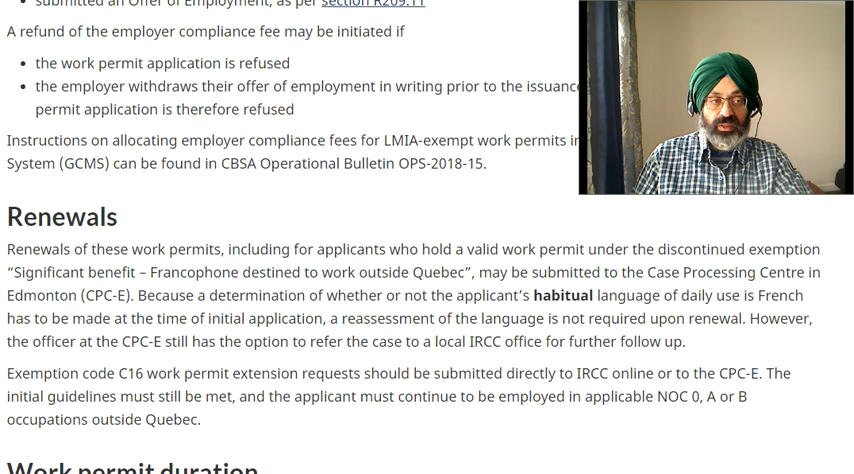 submitted an Offer of Employment, as per section R209.11
A refund of the employer compliance fee may be initiated if
the work permit application is refused
the employer withdraws their offer of employment in writing prior to the issuance
permit application is therefore refused
Instructions on allocating employer compliance fees for LMIA-exempt work permits in
System (GCMS) can be found in CBSA Operational Bulletin OPS-2018-15.
Renewals
Renewals of these work permits, including for applicants who hold a valid work permit under the discontinued exemption
“Significant benefit – Francophone destined to work outside Quebec”, may be submitted to the Case Processing Centre in
Edmonton (CPC-E). Because a determination of whether or not the applicant’s habitual language of daily use is French
has to be made at the time of initial application, a reassessment of the language is not required upon renewal. However,
the officer at the CPC-E still has the option to refer the case to a local IRCC office for further follow up.
Exemption code C16 work permit extension requests should be submitted directly to IRCC online or to the CPC-E. The
initial guidelines must still be met, and the applicant must continue to be employed in applicable NOC 0, A or B
occupations outside Quebec.
Work permit duration